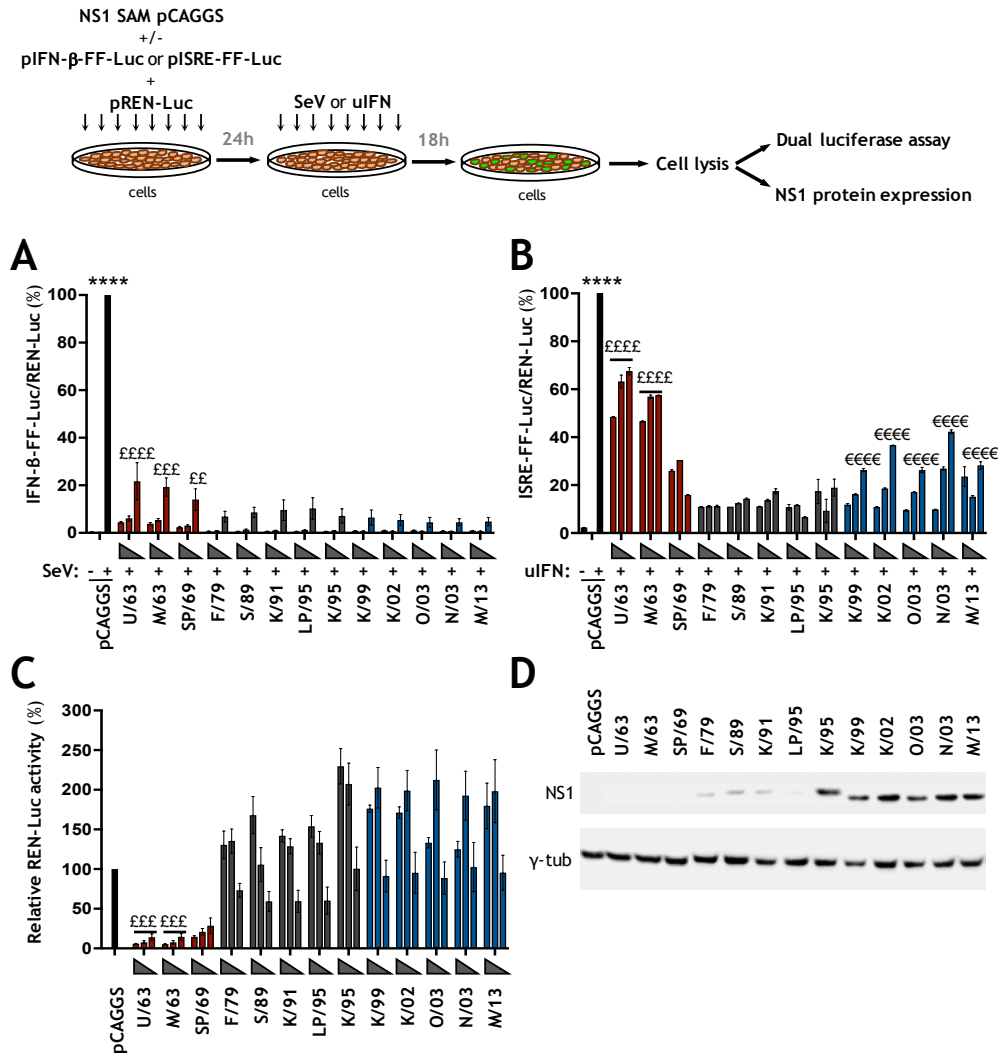 NS1 SAM pCAGGS
+/-
pIFN-β-FF-Luc or pISRE-FF-Luc
+
pREN-Luc
24h
SeV or uIFN
18h
cells
cells
cells
Cell lysis
Dual luciferase assay
NS1 protein expression
A
IFN-β-FF-Luc/REN-Luc (%)
100
80
60
40
20
0
****
££££
£££
££
SeV: - + + + + + + + + + + + + + +
pCAGGS
U/63
M/63
SP/69
F/79
S/89
K/91
LP/95
K/95
K/99
K/02
O/03
N/03
M/13
B
ISRE-FF-Luc/REN-Luc (%)
100
80
60
40
20
0
****
££££
££££
€€€€
€€€€
€€€€
€€€€
€€€€
uIFN: - + + + + + + + + + + + + + +
pCAGGS
U/63
M/63
SP/69
F/79
S/89
K/91
LP/95
K/95
K/99
K/02
O/03
N/03
M/13
C
Relative REN-Luc activity (%)
300
250
200
150
100
50
0
£££
£££
pCAGGS
U/63
M/63
SP/69
F/79
S/89
K/91
LP/95
K/95
K/99
K/02
O/03
N/03
M/13
D
pCAGGS
U/63
M/63
SP/69
F/79
S/89
K/91
LP/95
K/95
K/99
K/02
O/03
N/03
M/13
NS1
γ-tub